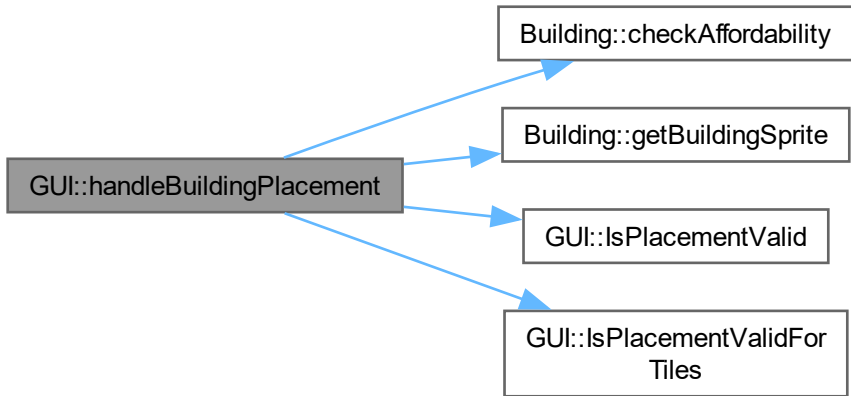 Building::checkAffordability
Building::getBuildingSprite
GUI::handleBuildingPlacement
GUI::IsPlacementValid
GUI::IsPlacementValidFor
Tiles